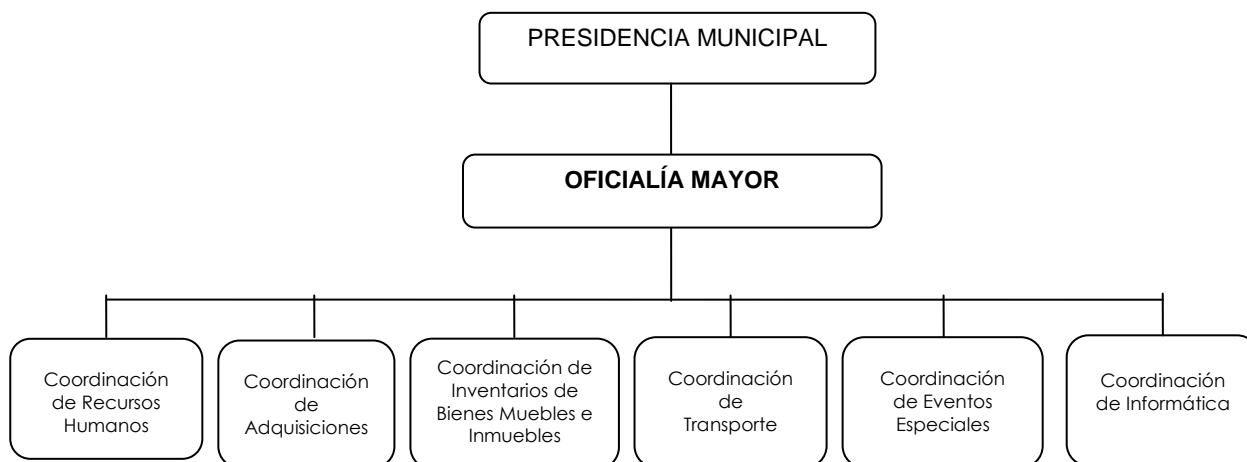 PRESIDENCIA MUNICIPAL
OFICIALÍA MAYOR
Coordinación
de Recursos
Humanos
Coordinación
de
Adquisiciones
Coordinación de
Inventarios de
Bienes Muebles e
Inmuebles
Coordinación
de
Transporte
Coordinación
de Eventos
Especiales
Coordinación
de Informática